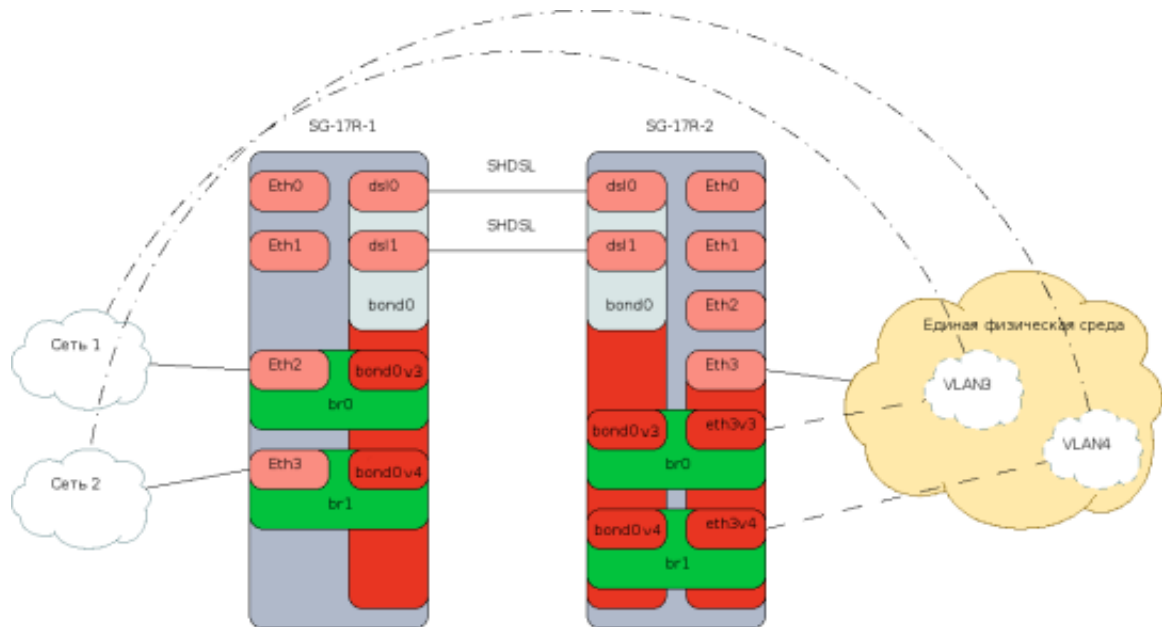 SG-17R-1
SG-17R-2
SHDSL
Eth0
dsl0
dsl0
Eth0
SHDSL
Eth1
dsl1
dsl1
Eth1
bond0
bond0
Eth2
Единая физическая среда
Сеть 1
Eth2
bond0v3
Eth3
VLAN3
br0
bond0v3
eth3v3
VLAN4
Eth3
bond0v4
br0
Сеть 2
br1
bond0v4
eth3v4
br1